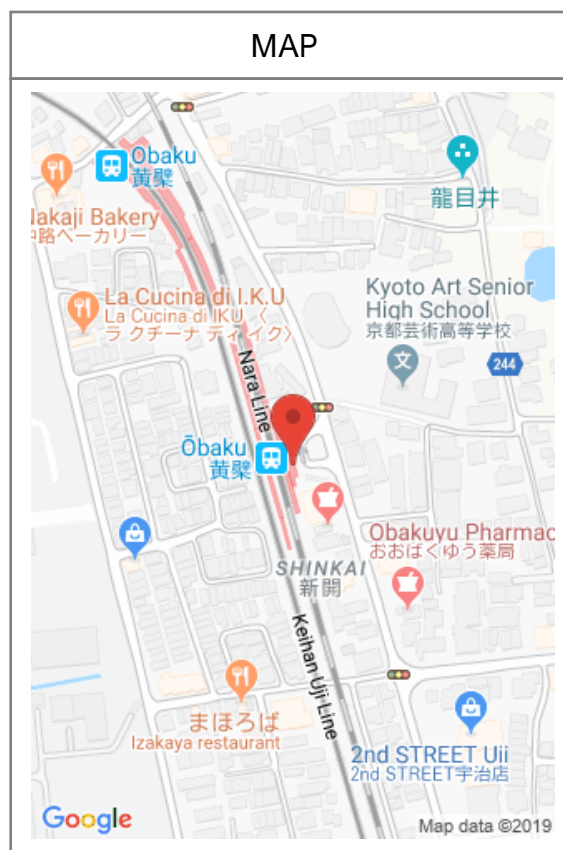 MAP
Obaku
黄檗
Nakaji Bakery
中路ベーカリー
龍目井
La Cucina di I.K.U
La Cucina di IKU 〈
ラ クチーナ ディ イク〉
Kyoto Art Senior
High School
京都芸術高等学校
244
Nara Line
Ōbaku
黄檗
Obakuyu Pharmac
おおばくゆう薬局
SHINKAI
新開
Keihan Uji Line
まほろば
Izakaya restaurant
2nd STREET Uji
2nd STREET宇治店
Google
Map data ©2019